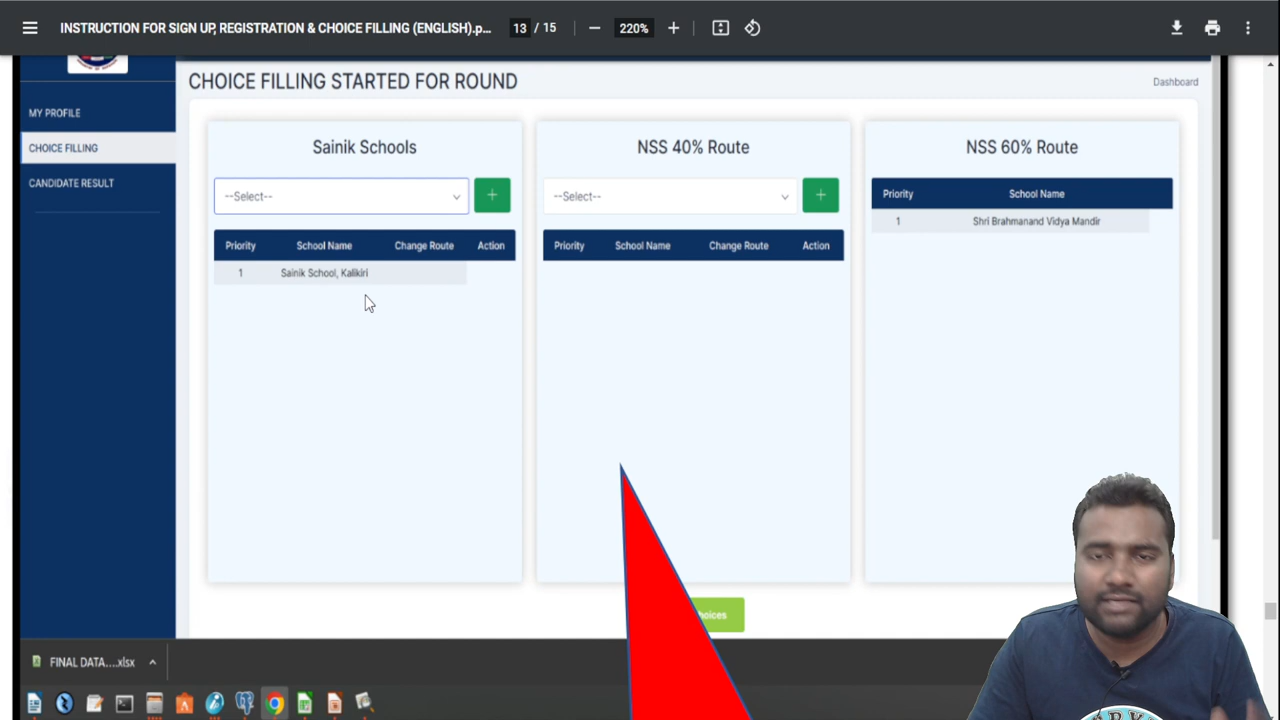 INSTRUCTION FOR SIGN UP, REGISTRATION & CHOICE FILLING (ENGLISH).p...
13 / 15
220%
CHOICE FILLING STARTED FOR ROUND
Dashboard
MY PROFILE
CHOICE FILLING
CANDIDATE RESULT
Sainik Schools
--Select--
+
Priority School Name Change Route Action
1 Sainik School, Kalikiri
NSS 40% Route
--Select--
+
Priority School Name Change Route Action
NSS 60% Route
Priority School Name
1 Shri Brahmanand Vidya Mandir
FINAL DATA....xlsx